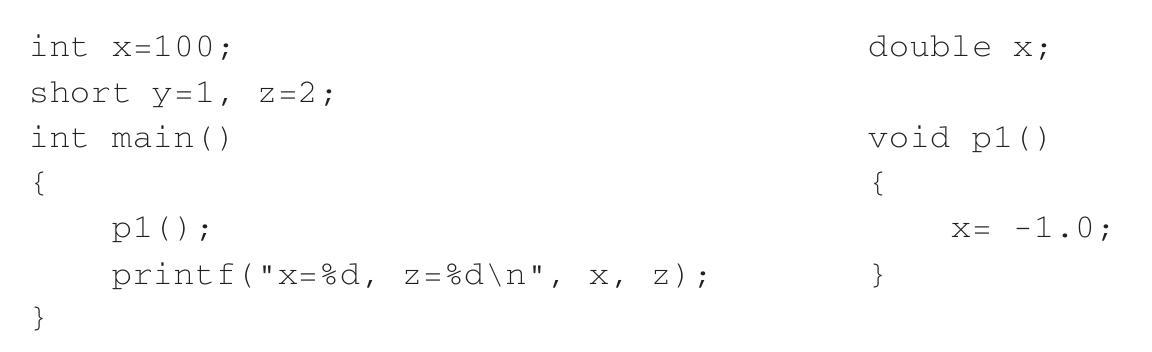 int x=100;
short y=1, z=2;
int main()
{
    p1();
    printf("x=%d, z=%d\n", x, z);
}
double x;

void p1()
{
    x= -1.0;
}